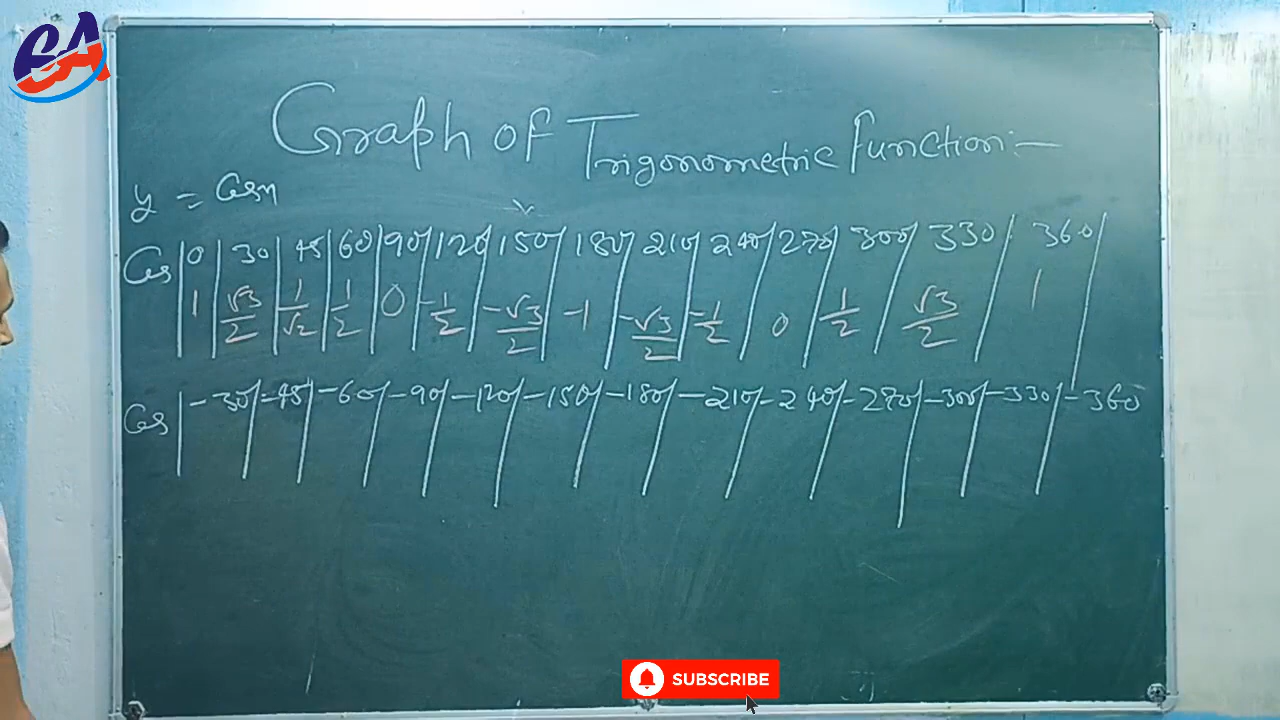 Graph of Trigonometric function:-
y = Cosx
Cos 0 30 45 60 90 120 150 180 210 240 270 300 330 360
1 √3/2 1/√2 1/2 0 -1/2 -√3/2 -1 -√3/2 -1/2 0 1/2 √3/2 1
Cos -30 -45 -60 -90 -120 -150 -180 -210 -240 -270 -300 -330 -360
SUBSCRIBE